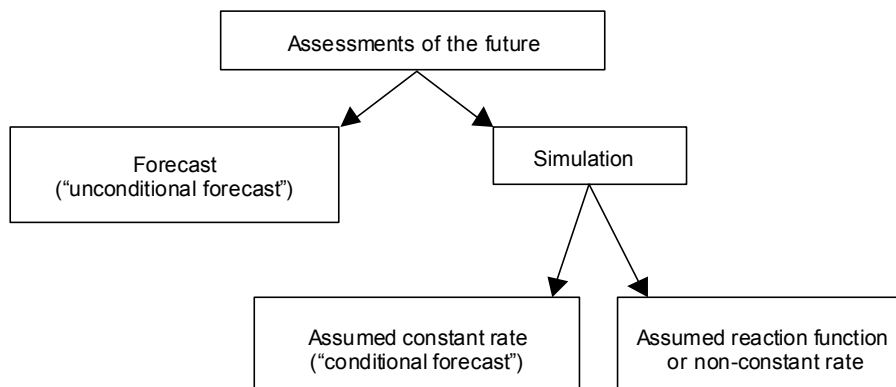 Assessments of the future
Forecast
(“unconditional forecast”)
Simulation
Assumed constant rate
(“conditional forecast”)
Assumed reaction function
or non-constant rate